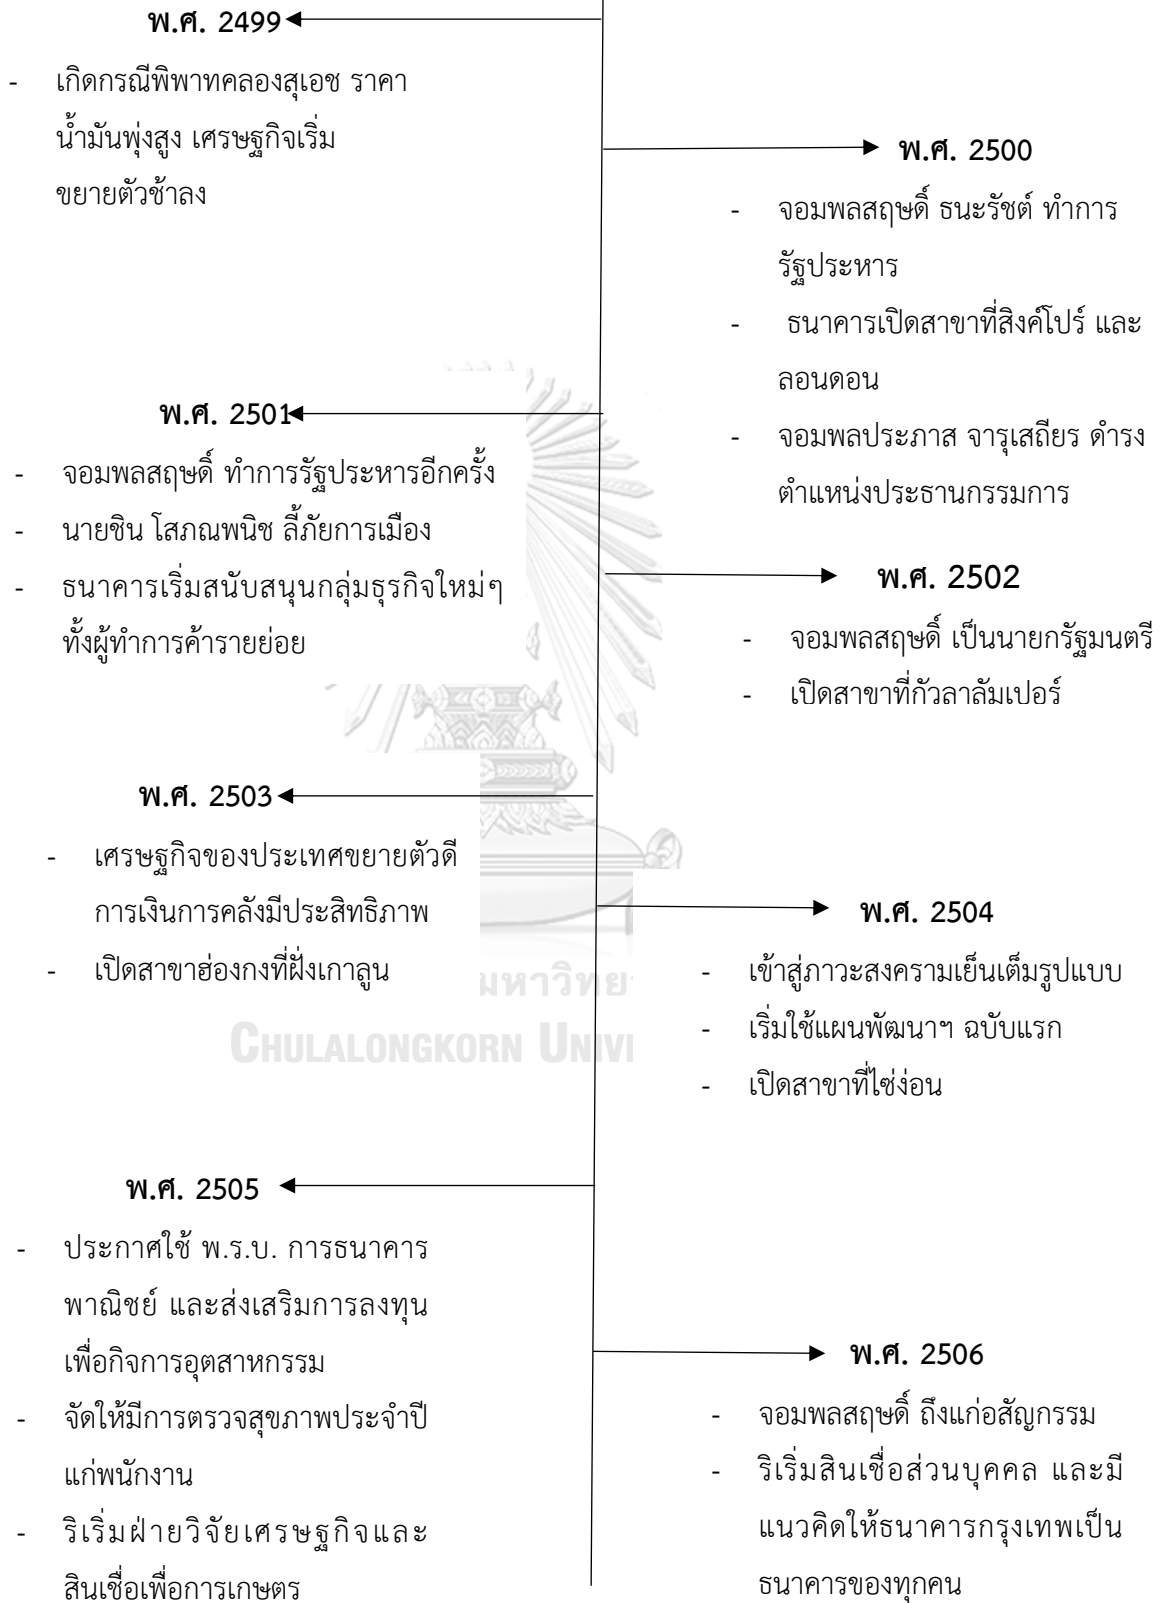 พ.ศ. 2499
- เกิดกรณีพิพาทคลองสุเอช ราคา
น้ำมันพุ่งสูง เศรษฐกิจเริ่ม
ขยายตัวช้าลง
พ.ศ. 2500
- จอมพลสฤษดิ์ ธนะรัชต์ ทำการ
รัฐประหาร
- ธนาคารเปิดสาขาที่สิงค์โปร์ และ
ลอนดอน
- จอมพลประภาส จารุเสถียร ดำรง
ตำแหน่งประธานกรรมการ
พ.ศ. 2501
- จอมพลสฤษดิ์ ทำการรัฐประหารอีกครั้ง
- นายชิน โสภณพนิช ลี้ภัยการเมือง
- ธนาคารเริ่มสนับสนุนกลุ่มธุรกิจใหม่ๆ
ทั้งผู้ทำการค้ารายย่อย
พ.ศ. 2502
- จอมพลสฤษดิ์ เป็นนายกรัฐมนตรี
- เปิดสาขาที่กัวลาลัมเปอร์
พ.ศ. 2503
- เศรษฐกิจของประเทศขยายตัวดี
การเงินการคลังมีประสิทธิภาพ
- เปิดสาขาฮ่องกงที่ฝั่งเกาลูน
พ.ศ. 2504
- เข้าสู่ภาวะสงครามเย็นเต็มรูปแบบ
- เริ่มใช้แผนพัฒนาฯ ฉบับแรก
- เปิดสาขาที่ไซ่ง่อน
มหาวิทย
CHULALONGKORN UNIVE
พ.ศ. 2505
- ประกาศใช้ พ.ร.บ. การธนาคาร
พาณิชย์ และส่งเสริมการลงทุน
เพื่อกิจการอุตสาหกรรม
- จัดให้มีการตรวจสุขภาพประจำปี
แก่พนักงาน
- ริเริ่มฝ่ายวิจัยเศรษฐกิจและ
สินเชื่อเพื่อการเกษตร
พ.ศ. 2506
- จอมพลสฤษดิ์ ถึงแก่อสัญกรรม
- ริเริ่มสินเชื่อส่วนบุคคล และมี
แนวคิดให้ธนาคารกรุงเทพเป็น
ธนาคารของทุกคน